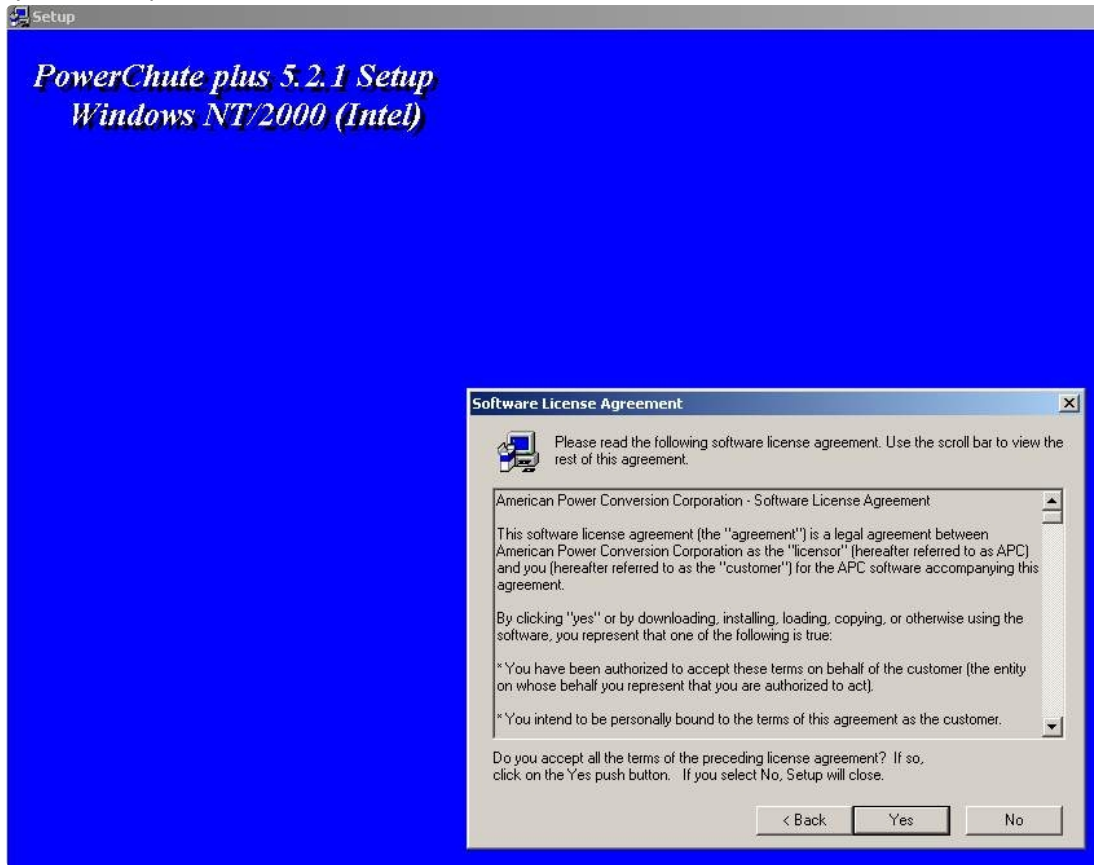 Setup
PowerChute plus 5.2.1 Setup
Windows NT/2000 (Intel)
Software License Agreement
Please read the following software license agreement. Use the scroll bar to view the
rest of this agreement.
American Power Conversion Corporation - Software License Agreement
This software license agreement (the "agreement") is a legal agreement between
American Power Conversion Corporation as the "licensor" (hereafter referred to as APC)
and you (hereafter referred to as the "customer") for the APC software accompanying this
agreement.
By clicking "yes" or by downloading, installing, loading, copying, or otherwise using the
software, you represent that one of the following is true:
* You have been authorized to accept these terms on behalf of the customer (the entity
on whose behalf you represent that you are authorized to act).
* You intend to be personally bound to the terms of this agreement as the customer.
Do you accept all the terms of the preceding license agreement? If so,
click on the Yes push button. If you select No, Setup will close.
< Back Yes No